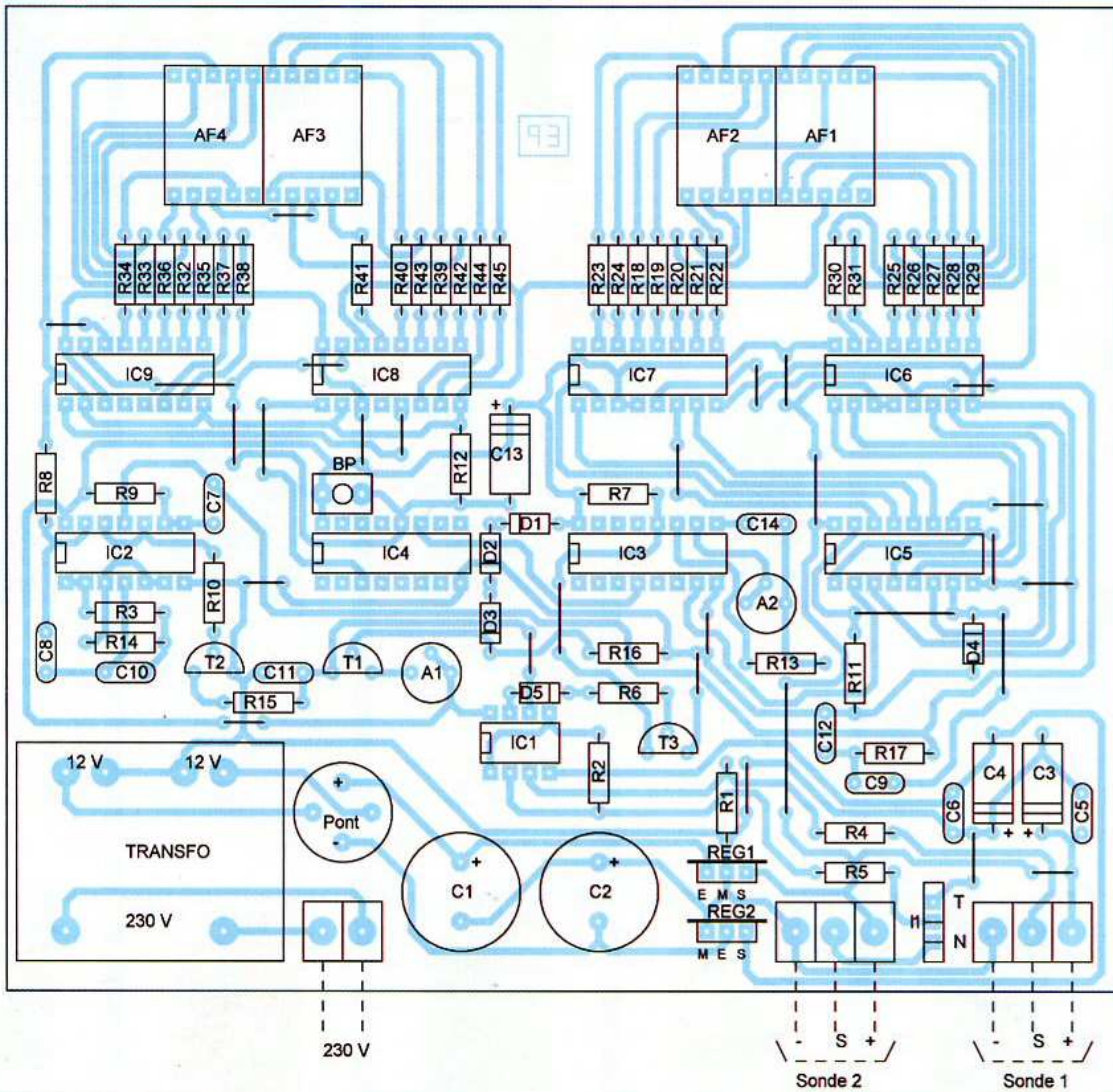 AF4 AF3 EP AF2 AF1
R34 R33 R36 R32 R35 R37 R38 R41 R40 R43 R39 R42 R44 R45 R23 R24 R18 R19 R20 R21 R22 R30 R31 R25 R26 R27 R28 R29
IC9 IC8 IC7 IC6
+
R8 R9 C7 BP R12 C13 R7
D1 C14
IC2 IC4 D2 IC3 IC5
R10 A2
R3 D3
C8 R14 R16 R13 R11 D4
C10 T2 C11 T1 A1
R15 D5 R6
C12
IC1 R2 T3 R17
12 V 12 V + C9 C4 C3
Pont R1 C6 C5
- R4 + +
TRANSFO
+ + REG1
C1 C2 R5
E M S
230 V REG2 T
N
M E S
230 V - S + - S +
Sonde 2 Sonde 1